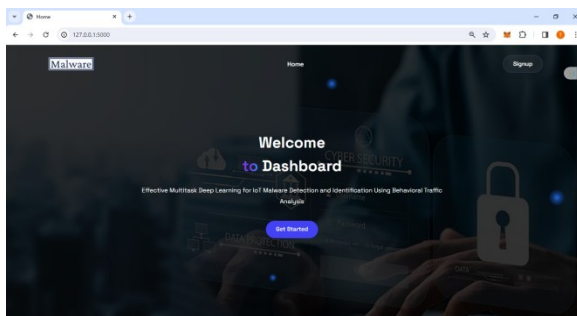 Home
127.0.0.1:5000
Malware
Home
Signup
Welcome
to Dashboard
CYBER SECURITY
Effective Multitask Deep Learning for IoT Malware Detection and Identification Using Behavioral Traffic
Analysis
Get Started
DATA PROTECTION
DATA